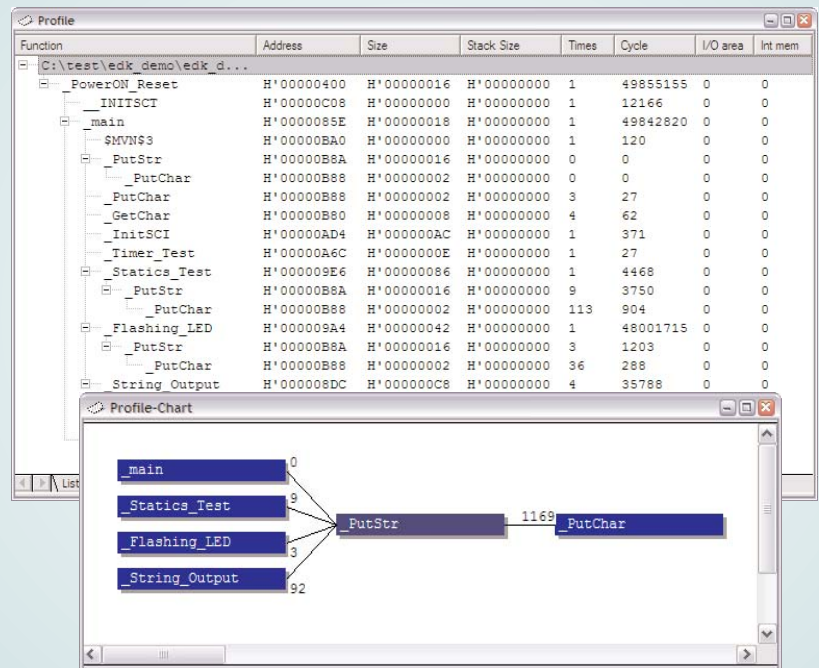 Profile
Function Address Size Stack Size Times Cycle I/O area Int mem
C:\test\edk_demo\edk_d...
_PowerON_Reset H'00000400 H'00000016 H'00000000 1 49855155 0 0
__INITSCT H'00000C08 H'00000000 H'00000000 1 12166 0 0
_main H'0000085E H'00000018 H'00000000 1 49842820 0 0
$MVN$3 H'00000BA0 H'00000000 H'00000000 1 120 0 0
_PutStr H'00000B8A H'00000016 H'00000000 0 0 0 0
_PutChar H'00000B88 H'00000002 H'00000000 0 0 0 0
_PutChar H'00000B88 H'00000002 H'00000000 3 27 0 0
_GetChar H'00000B80 H'00000008 H'00000000 4 62 0 0
_InitSCI H'00000AD4 H'000000AC H'00000000 1 371 0 0
_Timer_Test H'00000A6C H'0000000E H'00000000 1 27 0 0
_Statics_Test H'000009E6 H'00000086 H'00000000 1 4468 0 0
_PutStr H'00000B8A H'00000016 H'00000000 9 3750 0 0
_PutChar H'00000B88 H'00000002 H'00000000 113 904 0 0
_Flashing_LED H'000009A4 H'00000042 H'00000000 1 48001715 0 0
_PutStr H'00000B8A H'00000016 H'00000000 3 1203 0 0
_PutChar H'00000B88 H'00000002 H'00000000 36 288 0 0
_String_Output H'000008DC H'000000C8 H'00000000 4 35788 0 0
List
Profile-Chart
_main 0
_Statics_Test 9
_PutStr 1169 _PutChar
_Flashing_LED 3
_String_Output 92